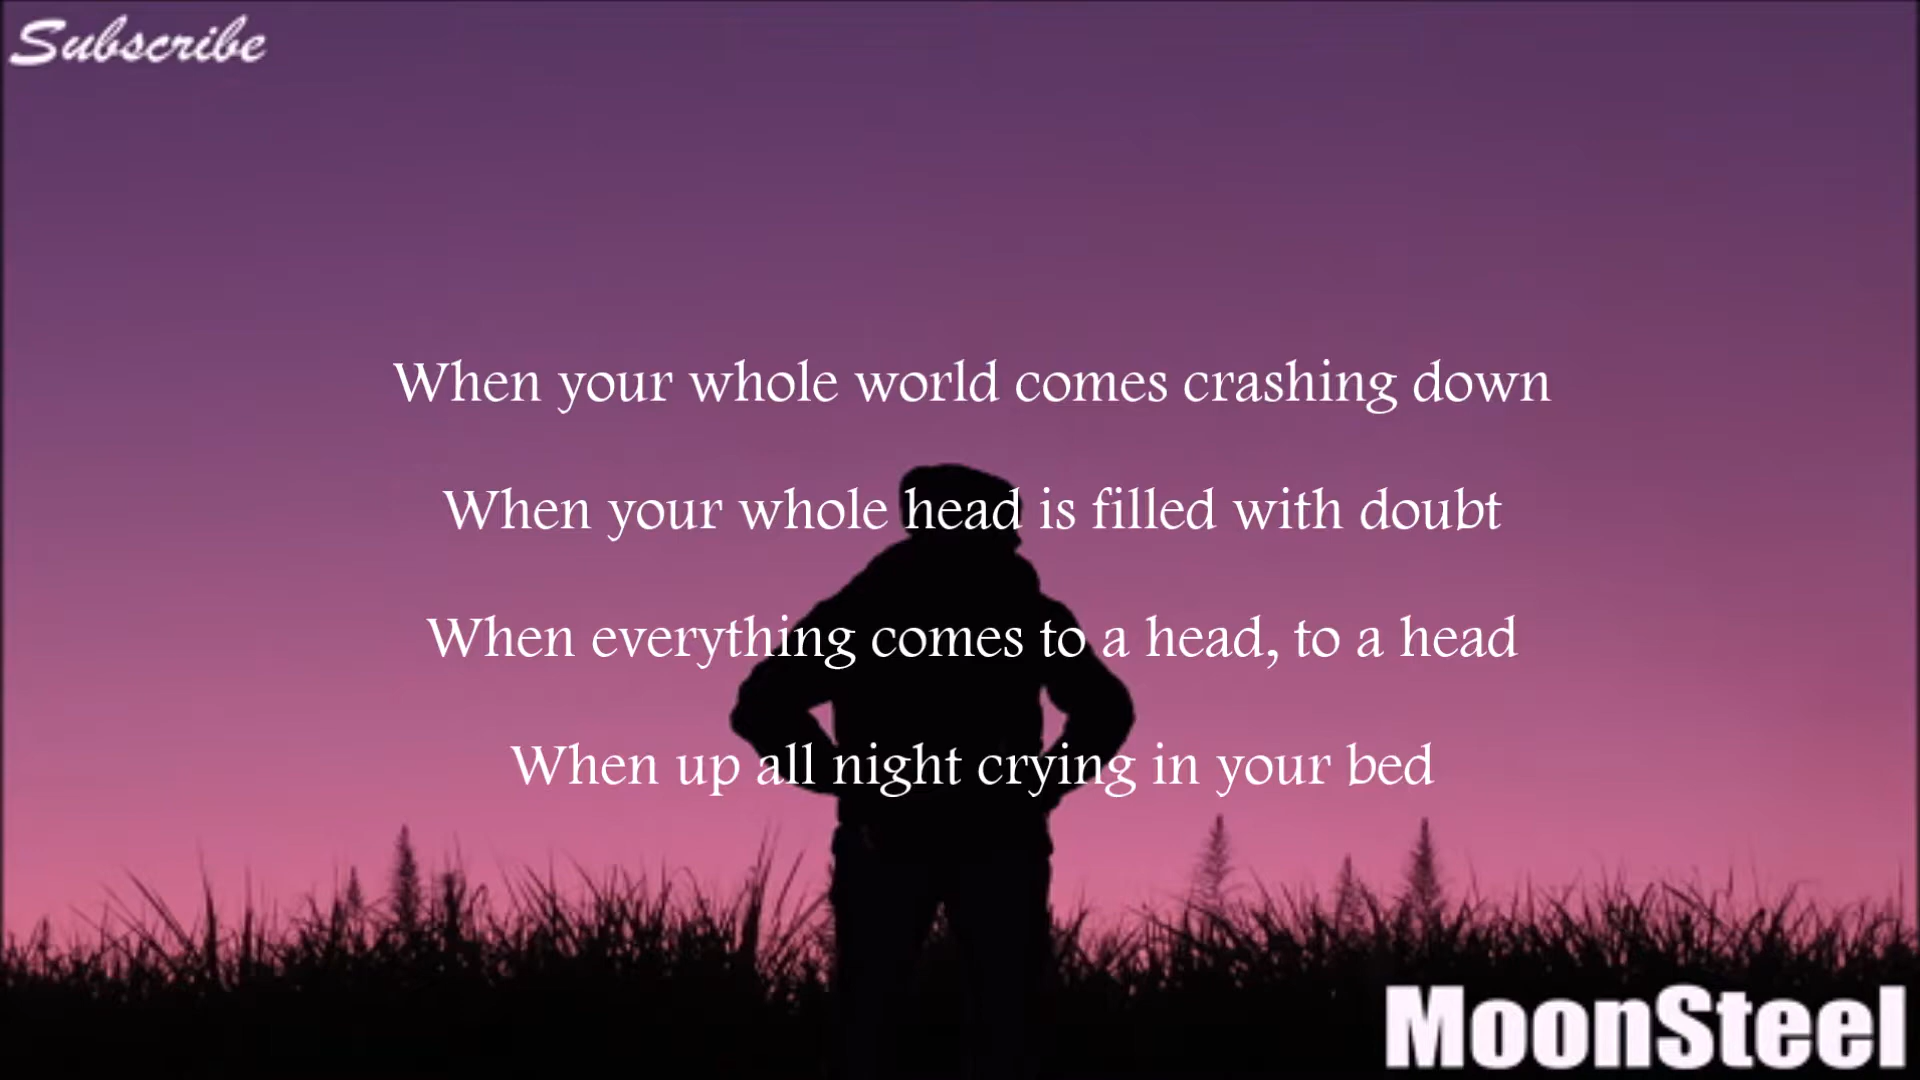 Subscribe
When your whole world comes crashing down
When your whole head is filled with doubt
When everything comes to a head, to a head
When up all night crying in your bed
MoonSteel